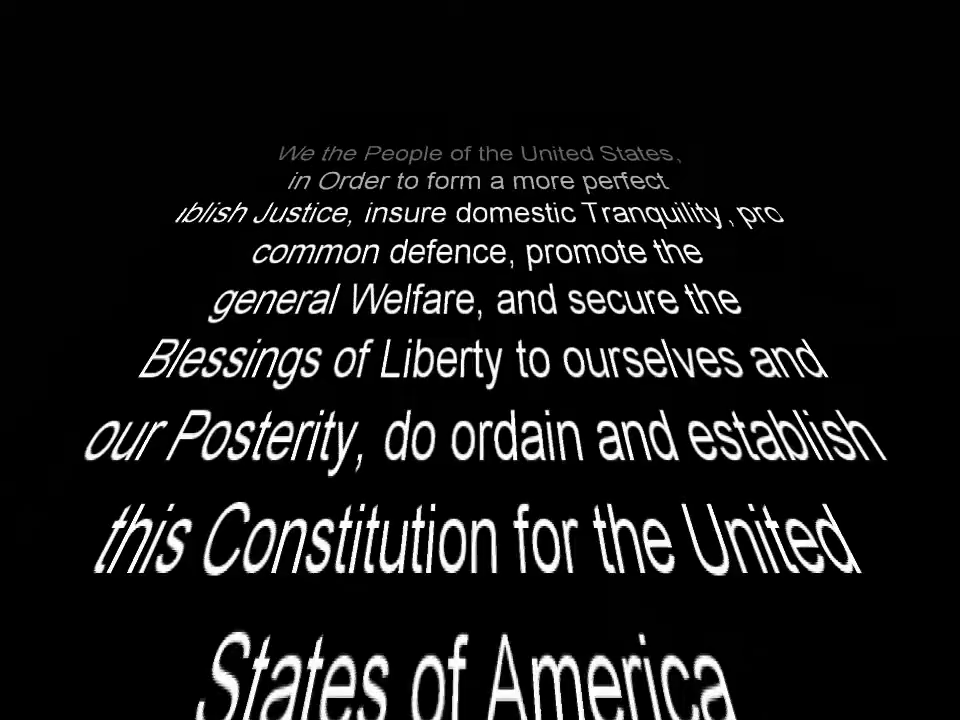 We the People of the United States,
in Order to form a more perfect
Justice, insure domestic Tranquility,
common defence, promote the
general Welfare, and secure the
Blessings of Liberty to ourselves and
our Posterity, do ordain and establish
this Constitution for the United
States of America